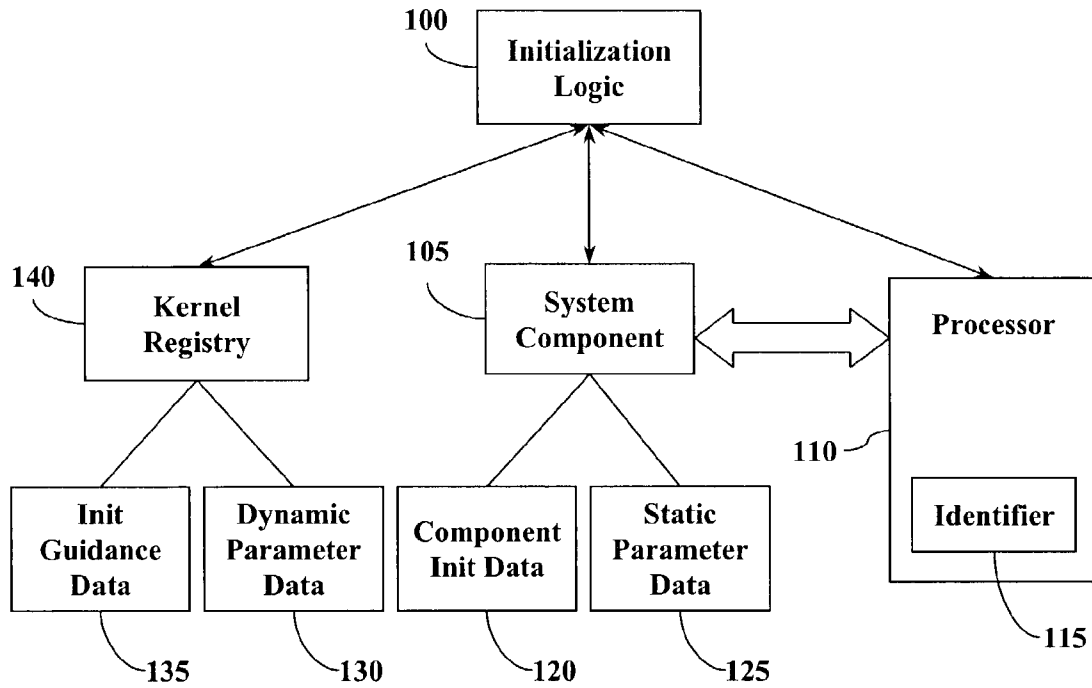 100
Initialization
Logic
140
Kernel
Registry
105
System
Component
Processor
110
Init
Guidance
Data
Dynamic
Parameter
Data
Component
Init Data
Static
Parameter
Data
Identifier
135
130
120
125
115